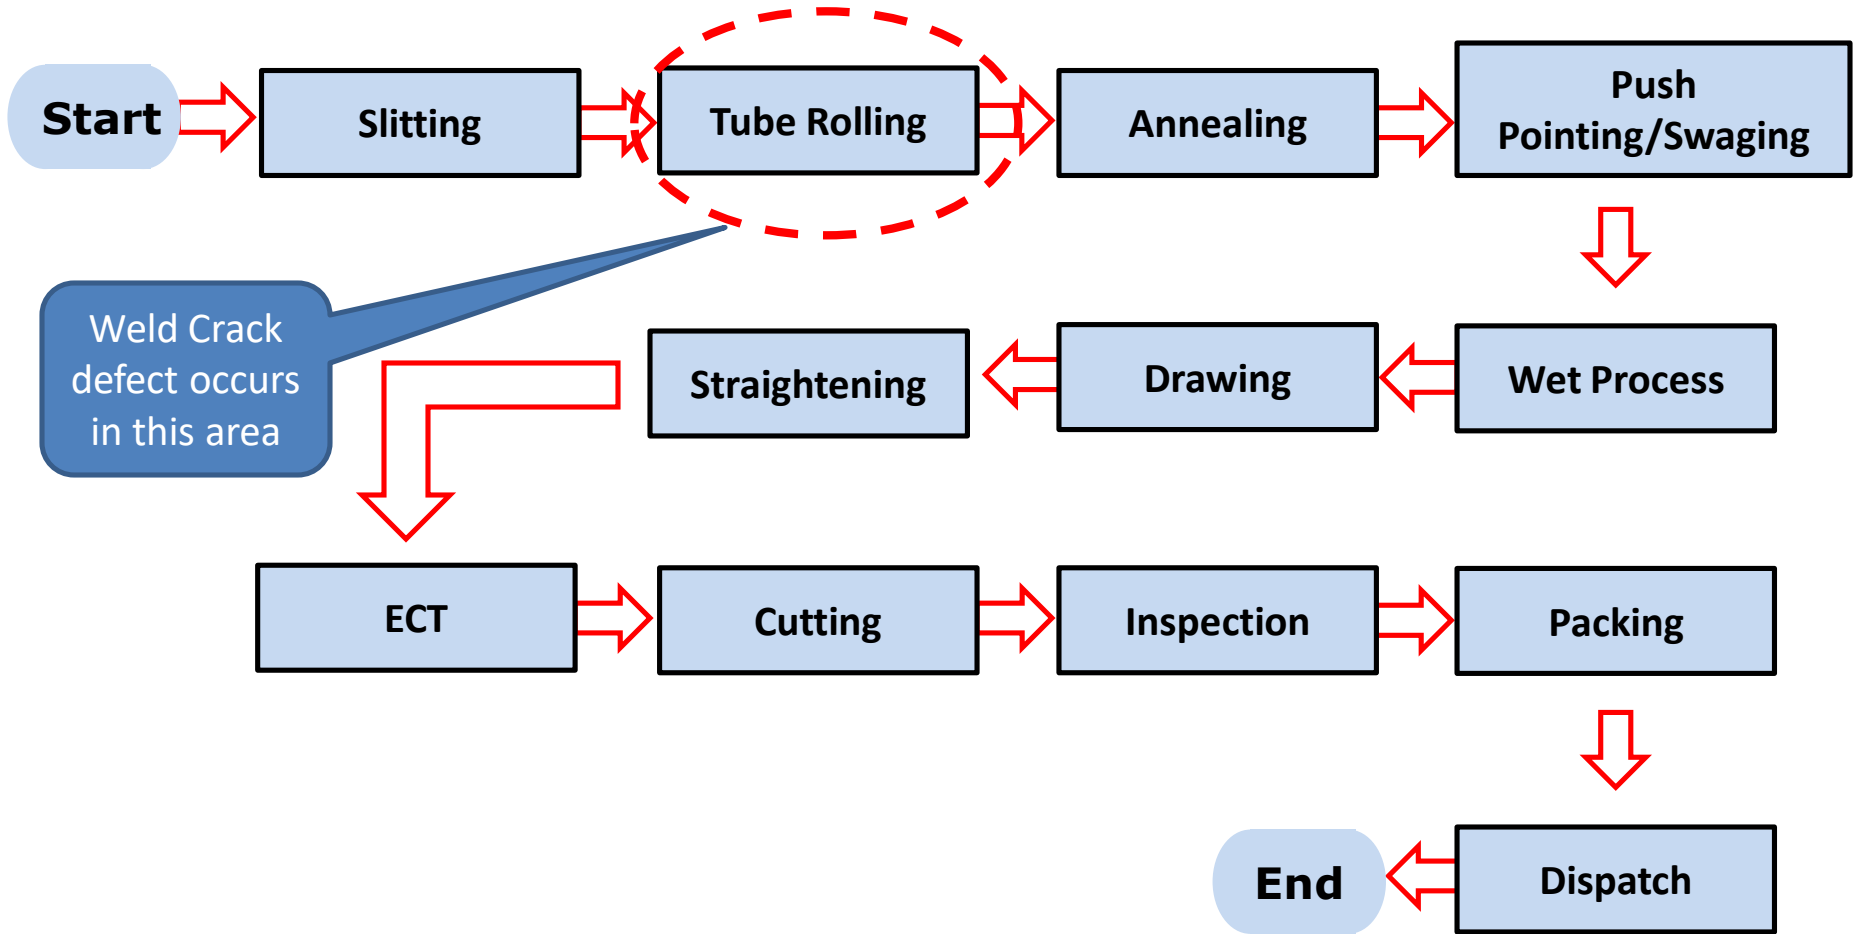 Start
Slitting
Tube Rolling
Annealing
Push
Pointing/Swaging
Weld Crack
defect occurs
in this area
Straightening
Drawing
Wet Process
ECT
Cutting
Inspection
Packing
End
Dispatch